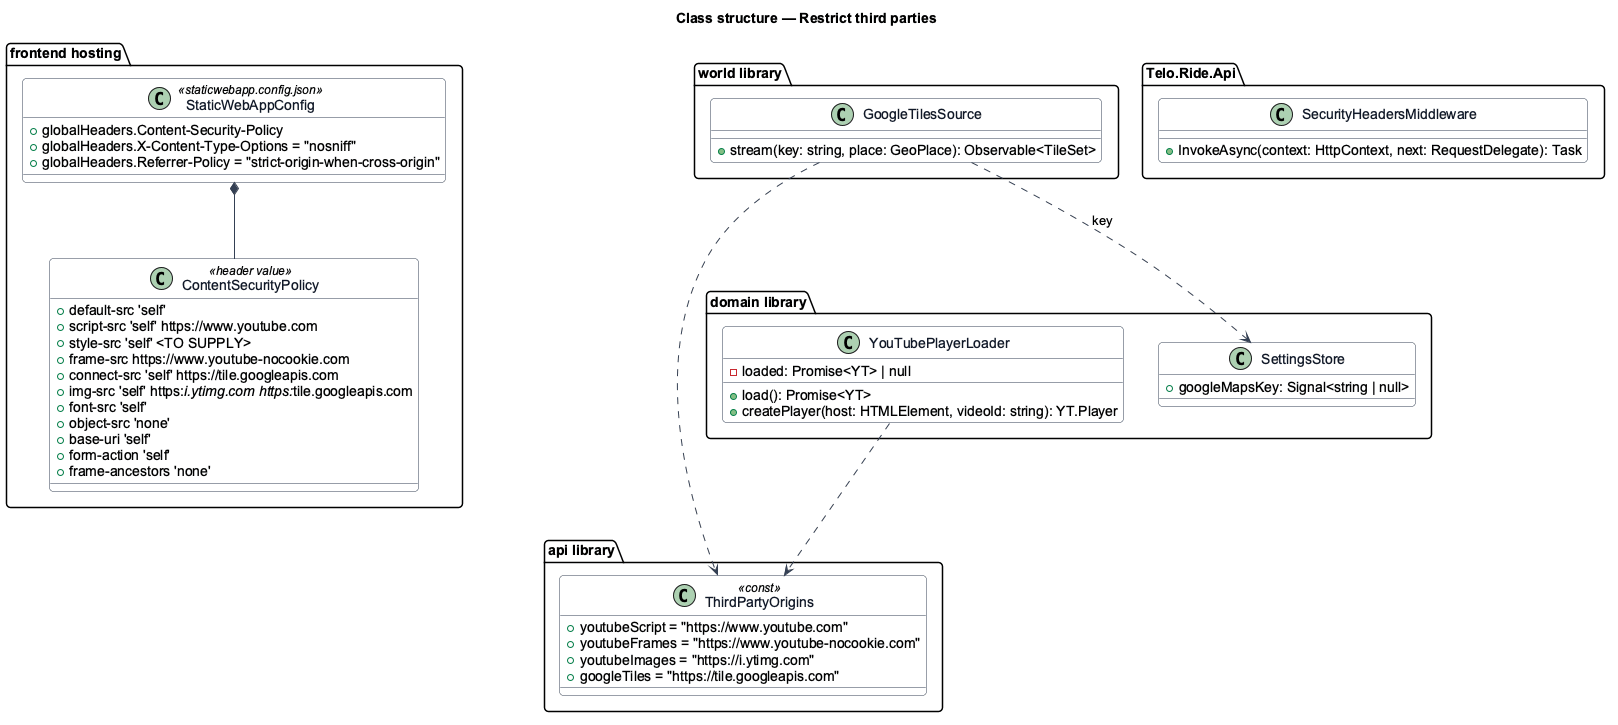 Class structure — Restrict third parties
frontend hosting
C
«staticwebapp.config.json»
StaticWebAppConfig
globalHeaders.Content-Security-Policy
globalHeaders.X-Content-Type-Options = "nosniff"
globalHeaders.Referrer-Policy = "strict-origin-when-cross-origin"
C
«header value»
ContentSecurityPolicy
default-src 'self'
script-src 'self' https://www.youtube.com
style-src 'self' <TO SUPPLY>
frame-src https://www.youtube-nocookie.com
connect-src 'self' https://tile.googleapis.com
img-src 'self' https:i.ytimg.com https:tile.googleapis.com
font-src 'self'
object-src 'none'
base-uri 'self'
form-action 'self'
frame-ancestors 'none'
world library
C
GoogleTilesSource
stream(key: string, place: GeoPlace): Observable<TileSet>
Telo.Ride.Api
C
SecurityHeadersMiddleware
InvokeAsync(context: HttpContext, next: RequestDelegate): Task
key
domain library
C
YouTubePlayerLoader
loaded: Promise<YT> | null
load(): Promise<YT>
createPlayer(host: HTMLElement, videoId: string): YT.Player
C
SettingsStore
googleMapsKey: Signal<string | null>
api library
C
«const»
ThirdPartyOrigins
youtubeScript = "https://www.youtube.com"
youtubeFrames = "https://www.youtube-nocookie.com"
youtubeImages = "https://i.ytimg.com"
googleTiles = "https://tile.googleapis.com"